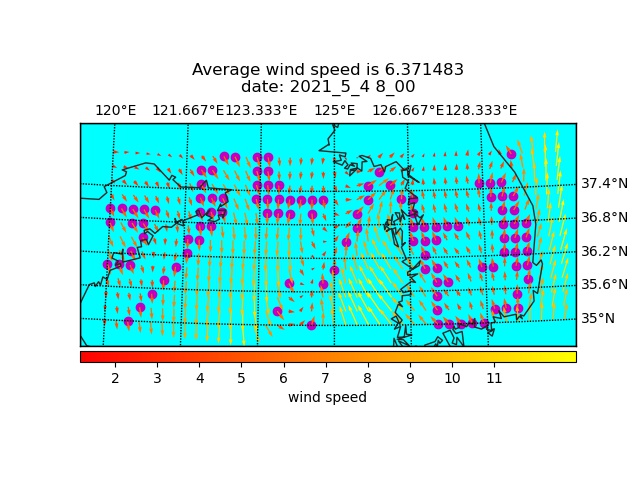 Average wind speed is 6.371483
date: 2021_5_4 8_00
120°E 121.667°E 123.333°E 125°E 126.667°E 128.333°E
37.4°N
36.8°N
36.2°N
35.6°N
35°N
2 3 4 5 6 7 8 9 10 11
wind speed